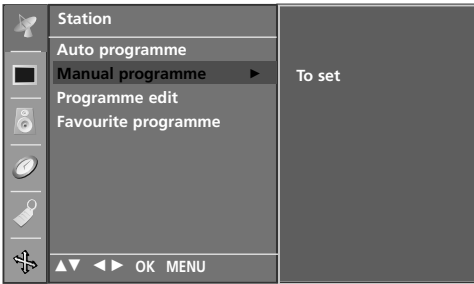 Station
Auto programme
Manual programme ►
To set
Programme edit
Favourite programme
▲▼ ◄► OK MENU